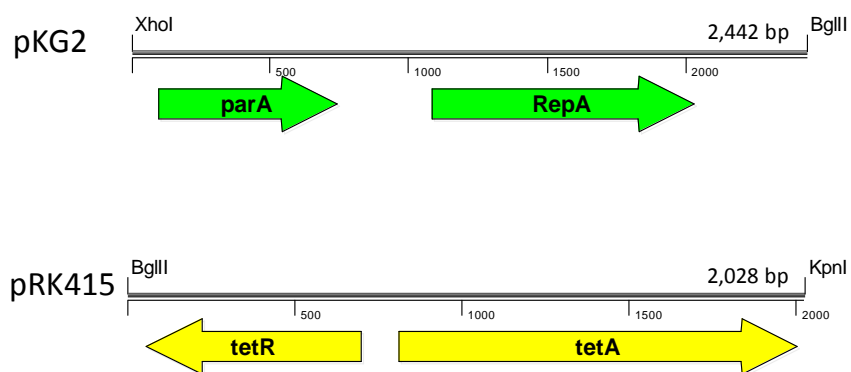 XhoI 2,442 bp BglII
pKG2
500 1000 1500 2000
parA RepA
BglII 2,028 bp KpnI
pRK415
500 1000 1500 2000
tetR tetA